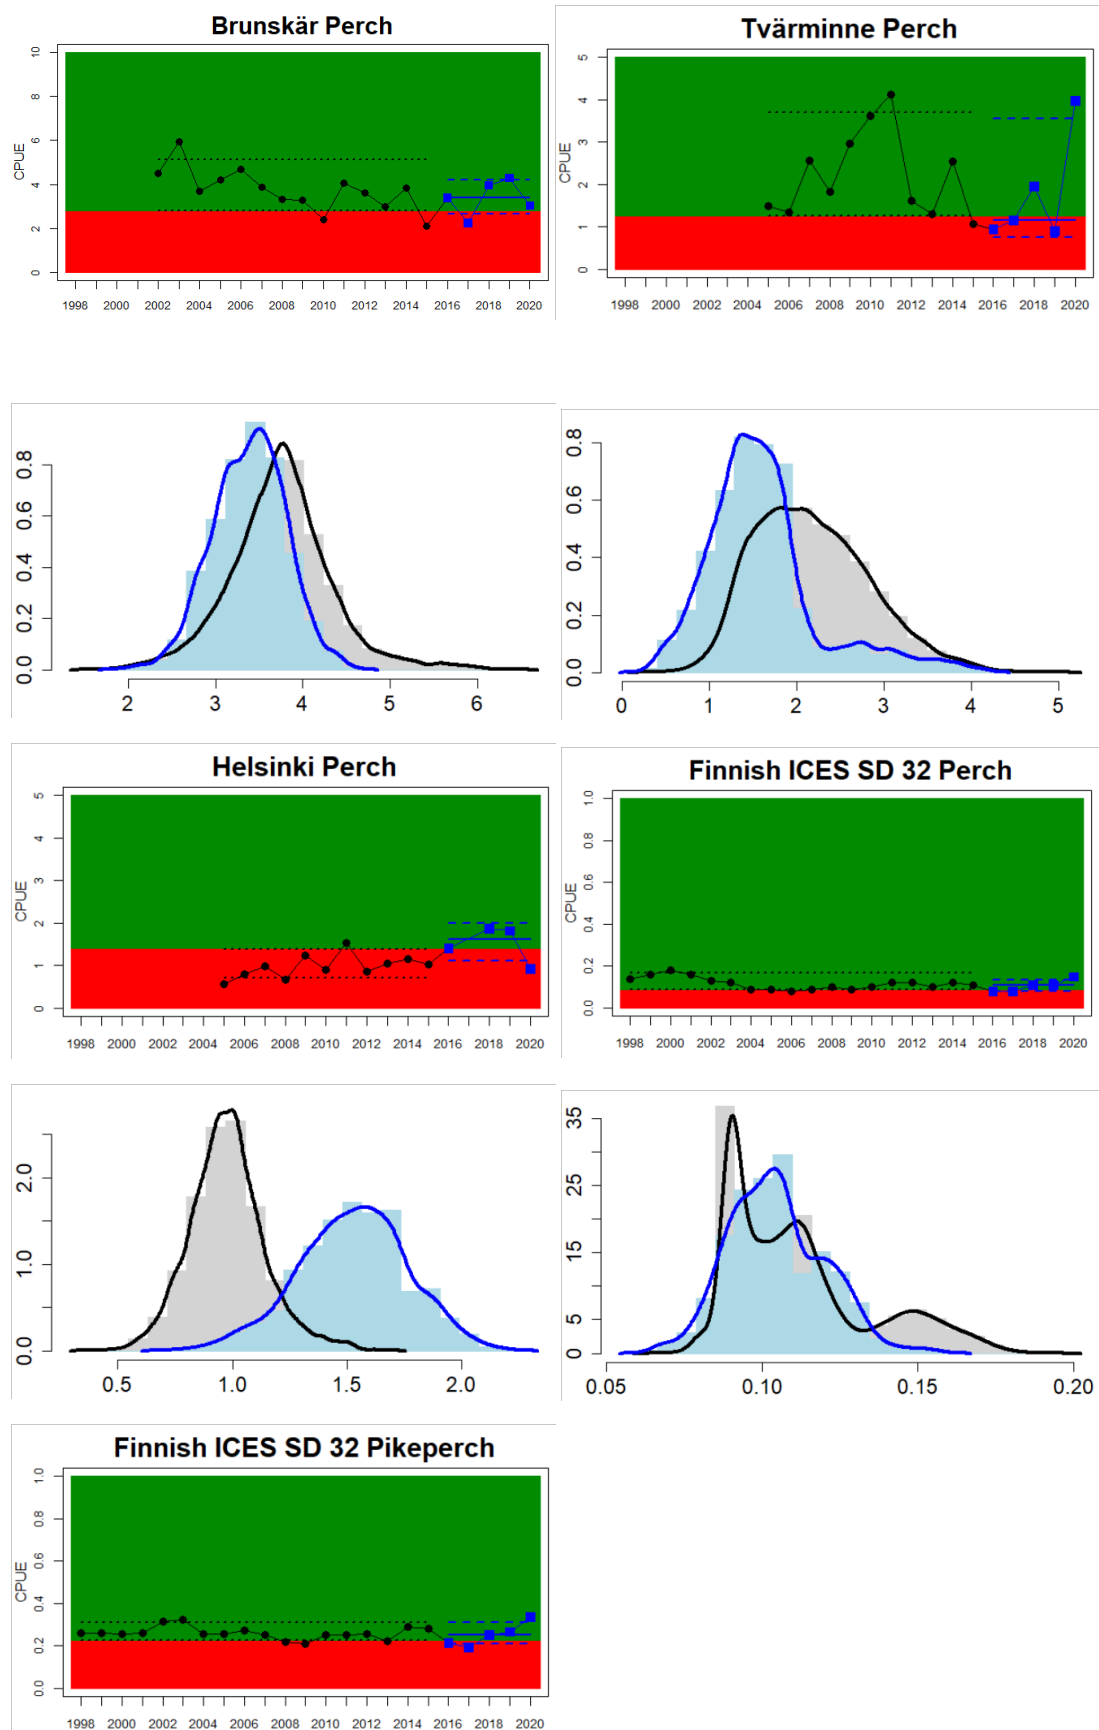 Brunskär Perch
CPUE
0 2 4 6 8 10
1998 2000 2002 2004 2006 2008 2010 2012 2014 2016 2018 2020
Tvärminne Perch
CPUE
0 1 2 3 4 5
1998 2000 2002 2004 2006 2008 2010 2012 2014 2016 2018 2020
0.0 0.2 0.4 0.6 0.8
2 3 4 5 6
0.0 0.2 0.4 0.6 0.8
0 1 2 3 4 5
Helsinki Perch
CPUE
0 1 2 3 4 5
1998 2000 2002 2004 2006 2008 2010 2012 2014 2016 2018 2020
Finnish ICES SD 32 Perch
CPUE
0.0 0.2 0.4 0.6 0.8 1.0
1998 2000 2002 2004 2006 2008 2010 2012 2014 2016 2018 2020
0.0 1.0 2.0
0.5 1.0 1.5 2.0
0 5 15 25 35
0.05 0.10 0.15 0.20
Finnish ICES SD 32 Pikeperch
CPUE
0.0 0.2 0.4 0.6 0.8 1.0
1998 2000 2002 2004 2006 2008 2010 2012 2014 2016 2018 2020